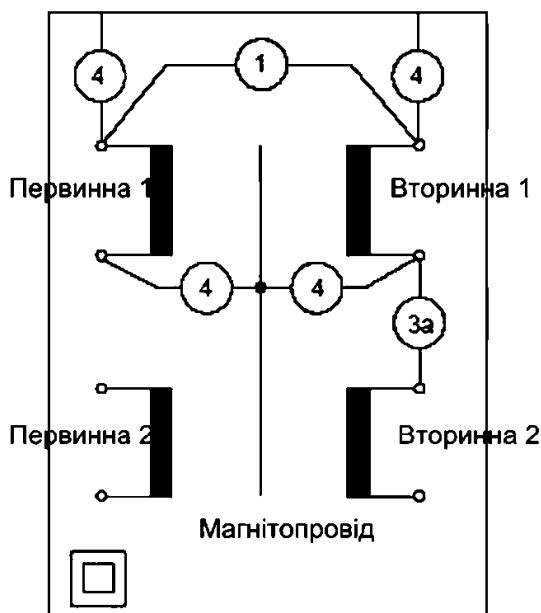 4 1 4
Первинна 1 Вторинна 1
4 4
3а
Первинна 2 Вторинна 2
Магнітопровід